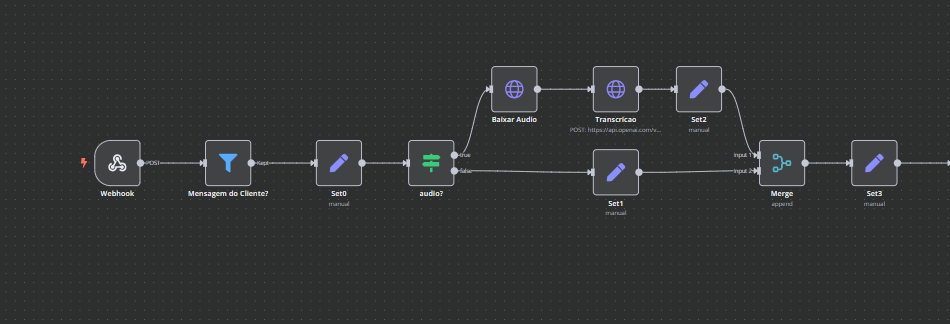 Baixar Audio
Transcricao
POST: https://api.openai.com/v...
Set2
manual
POST
Kept
true
false
Input 1
Input 2
Webhook
Mensagem do Cliente?
Set0
manual
audio?
Set1
manual
Merge
append
Set3
manual